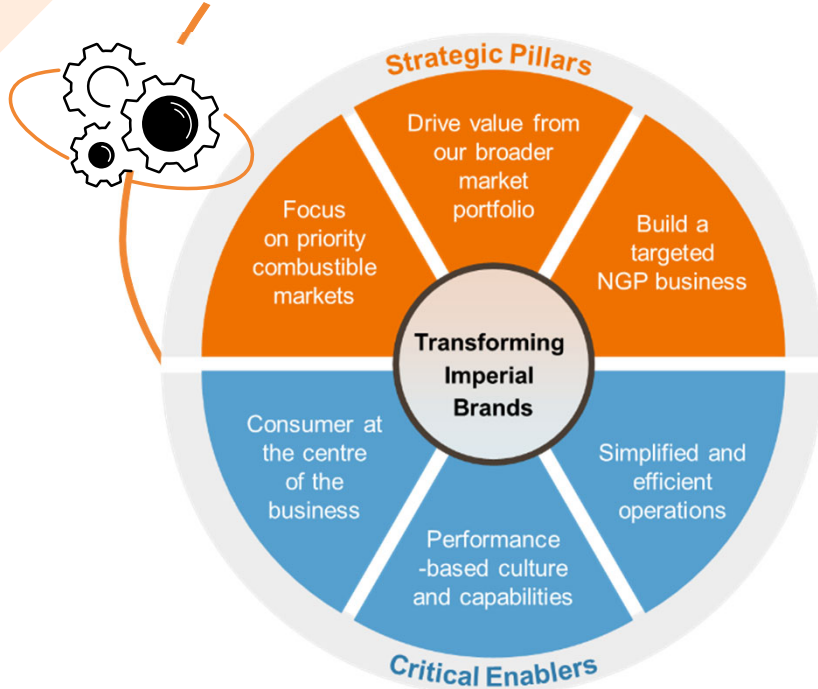 Strategic Pillars
Focus
on priority
combustible
markets
Drive value from
our broader
market
portfolio
Build a
targeted
NGP business
Transforming
Imperial
Brands
Consumer at
the centre
of the
business
Performance
-based culture
and capabilities
Simplified and
efficient
operations
Critical Enablers